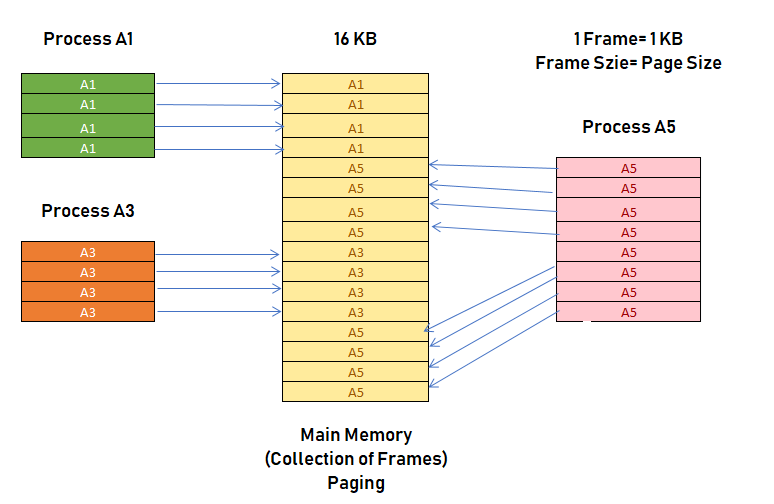 Process A1
A1
A1
A1
A1
Process A3
A3
A3
A3
A3
16 KB
A1
A1
A1
A1
A5
A5
A5
A5
A3
A3
A3
A3
A5
A5
A5
A5
Main Memory
(Collection of Frames)
Paging
1 Frame= 1 KB
Frame Szie= Page Size
Process A5
A5
A5
A5
A5
A5
A5
A5
A5